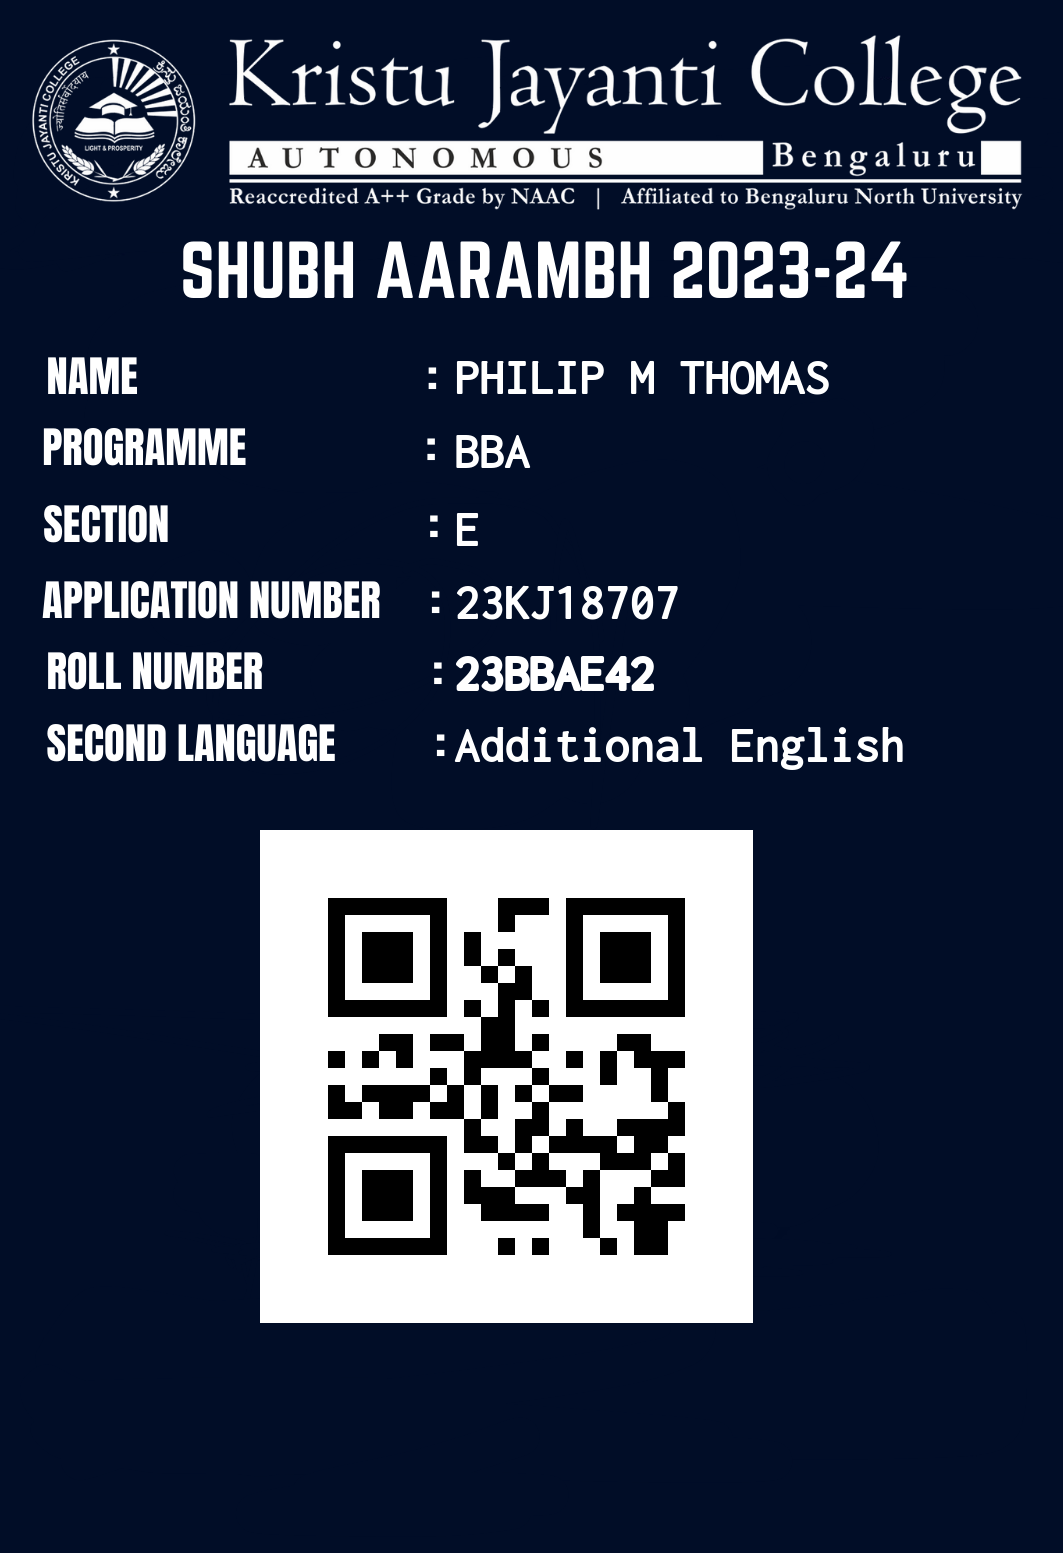 KRISTU JAYANTI COLLEGE
ಕ್ರಿಸ್ತು ಜಯಂತಿ ಕಾಲೇಜು
LIGHT & PROSPERITY
Kristu Jayanti College
AUTONOMOUS Bengaluru
Reaccredited A++ Grade by NAAC | Affiliated to Bengaluru North University
SHUBH AARAMBH 2023-24
NAME : PHILIP M THOMAS
PROGRAMME : BBA
SECTION : E
APPLICATION NUMBER : 23KJ18707
ROLL NUMBER : 23BBAE42
SECOND LANGUAGE : Additional English